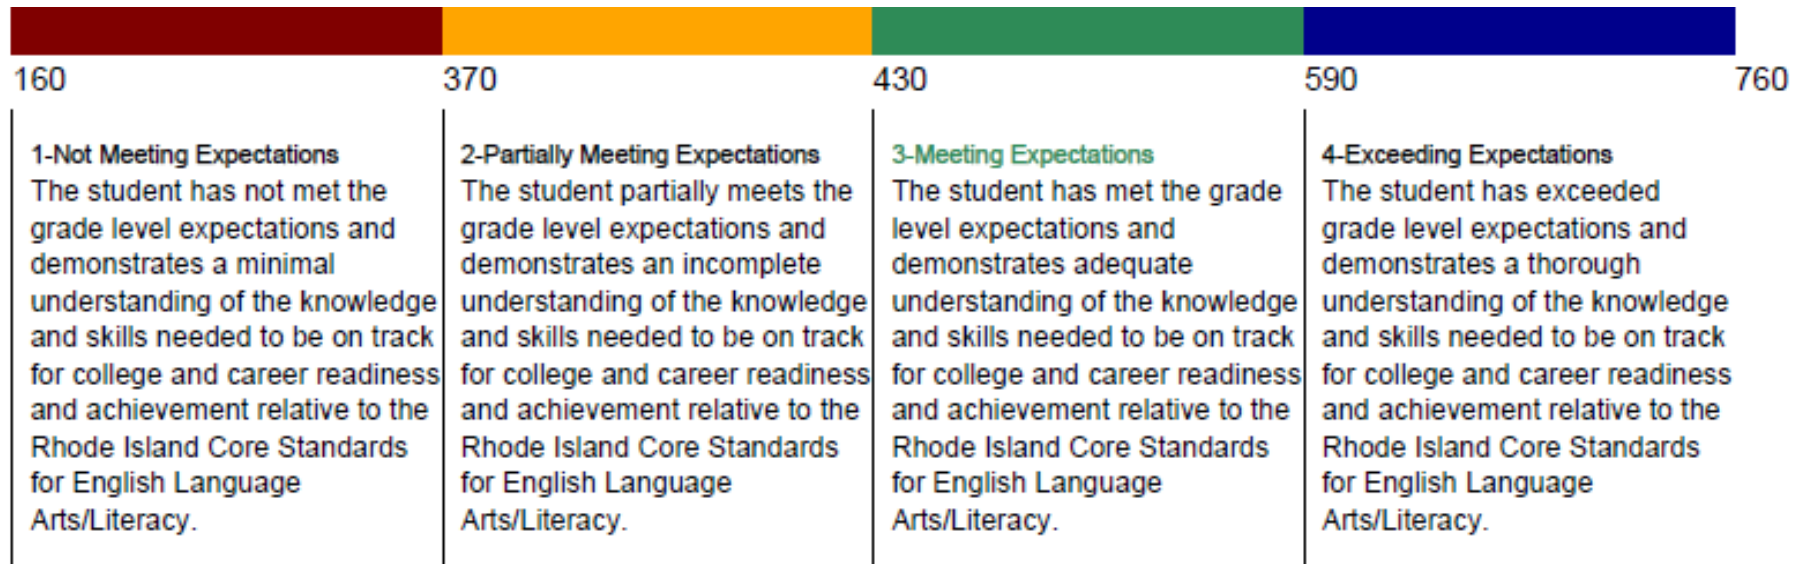 160 370 430 590 760
1-Not Meeting Expectations
The student has not met the
grade level expectations and
demonstrates a minimal
understanding of the knowledge
and skills needed to be on track
for college and career readiness
and achievement relative to the
Rhode Island Core Standards
for English Language
Arts/Literacy.
2-Partially Meeting Expectations
The student partially meets the
grade level expectations and
demonstrates an incomplete
understanding of the knowledge
and skills needed to be on track
for college and career readiness
and achievement relative to the
Rhode Island Core Standards
for English Language
Arts/Literacy.
3-Meeting Expectations
The student has met the grade
level expectations and
demonstrates adequate
understanding of the knowledge
and skills needed to be on track
for college and career readiness
and achievement relative to the
Rhode Island Core Standards
for English Language
Arts/Literacy.
4-Exceeding Expectations
The student has exceeded
grade level expectations and
demonstrates a thorough
understanding of the knowledge
and skills needed to be on track
for college and career readiness
and achievement relative to the
Rhode Island Core Standards
for English Language
Arts/Literacy.